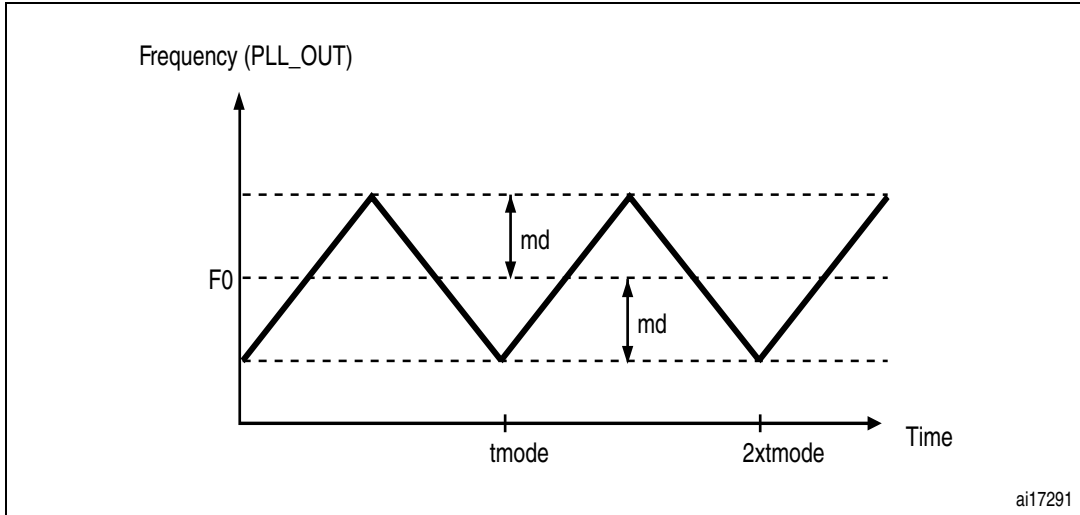 Frequency (PLL_OUT)
md
F0
md
tmode
2xtmode
Time
ai17291